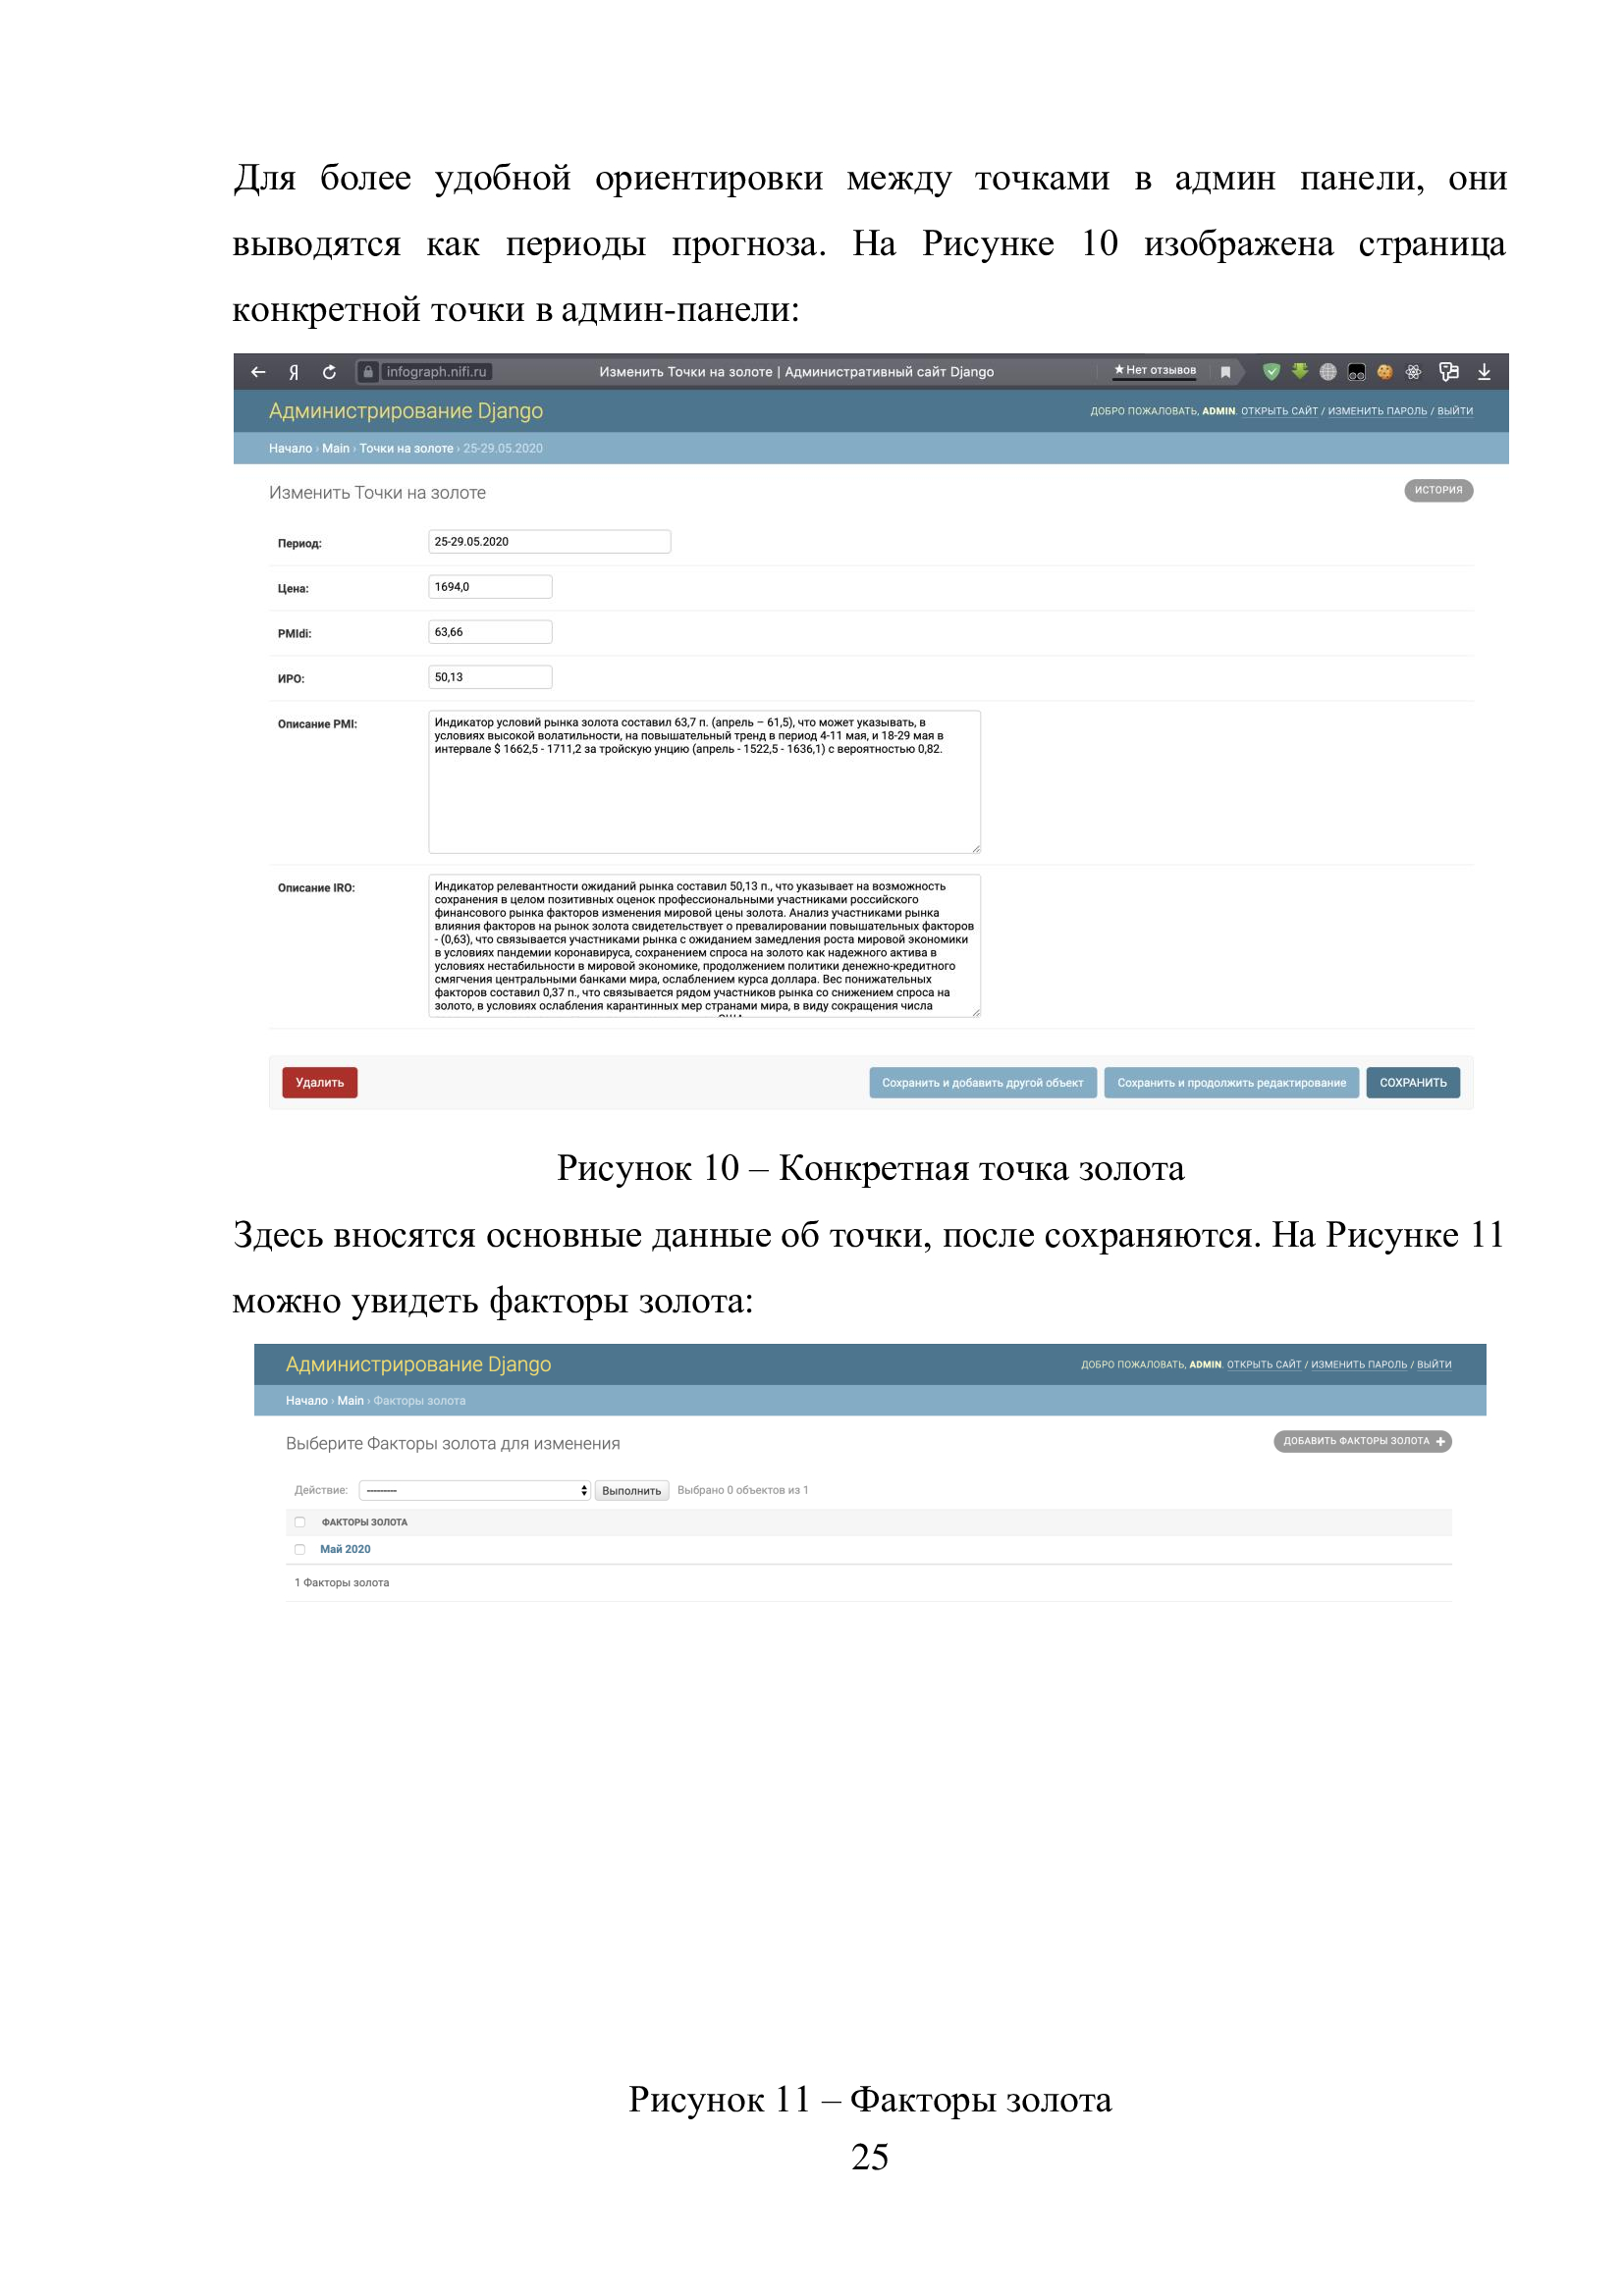 Для более удобной ориентировки между точками в админ панели, они
выводятся как периоды прогноза. На Рисунке 10 изображена страница
конкретной точки в админ-панели:
Я infograph.nifi.ru Изменить Точки на золоте | Административный сайт Django ★ Нет отзывов
Администрирование Django ДОБРО ПОЖАЛОВАТЬ, ADMIN. ОТКРЫТЬ САЙТ / ИЗМЕНИТЬ ПАРОЛЬ / ВЫЙТИ
Начало › Main › Точки на золоте › 25-29.05.2020
Изменить Точки на золоте ИСТОРИЯ
Период: 25-29.05.2020
Цена: 1694,0
PMIdi: 63,66
ИРО: 50,13
Описание PMI: Индикатор условий рынка золота составил 63,7 п. (апрель – 61,5), что может указывать, в
условиях высокой волатильности, на повышательный тренд в период 4-11 мая, и 18-29 мая в
интервале $ 1662,5 - 1711,2 за тройскую унцию (апрель - 1522,5 - 1636,1) с вероятностью 0,82.
Описание IRO: Индикатор релевантности ожиданий рынка составил 50,13 п., что указывает на возможность
сохранения в целом позитивных оценок профессиональными участниками российского
финансового рынка факторов изменения мировой цены золота. Анализ участниками рынка
влияния факторов на рынок золота свидетельствует о превалировании повышательных факторов
- (0,63), что связывается участниками рынка с ожиданием замедления роста мировой экономики
в условиях пандемии коронавируса, сохранением спроса на золото как надежного актива в
условиях нестабильности в мировой экономике, продолжением политики денежно-кредитного
смягчения центральными банками мира, ослаблением курса доллара. Вес понижательных
факторов составил 0,37 п., что связывается рядом участников рынка со снижением спроса на
золото, в условиях ослабления карантинных мер странами мира, в виду сокращения числа
Удалить Сохранить и добавить другой объект Сохранить и продолжить редактирование СОХРАНИТЬ
Рисунок 10 – Конкретная точка золота
Здесь вносятся основные данные об точки, после сохраняются. На Рисунке 11
можно увидеть факторы золота:
Администрирование Django ДОБРО ПОЖАЛОВАТЬ, ADMIN. ОТКРЫТЬ САЙТ / ИЗМЕНИТЬ ПАРОЛЬ / ВЫЙТИ
Начало › Main › Факторы золота
Выберите Факторы золота для изменения ДОБАВИТЬ ФАКТОРЫ ЗОЛОТА +
Действие: --------- Выполнить Выбрано 0 объектов из 1
ФАКТОРЫ ЗОЛОТА
Май 2020
1 Факторы золота
Рисунок 11 – Факторы золота
25